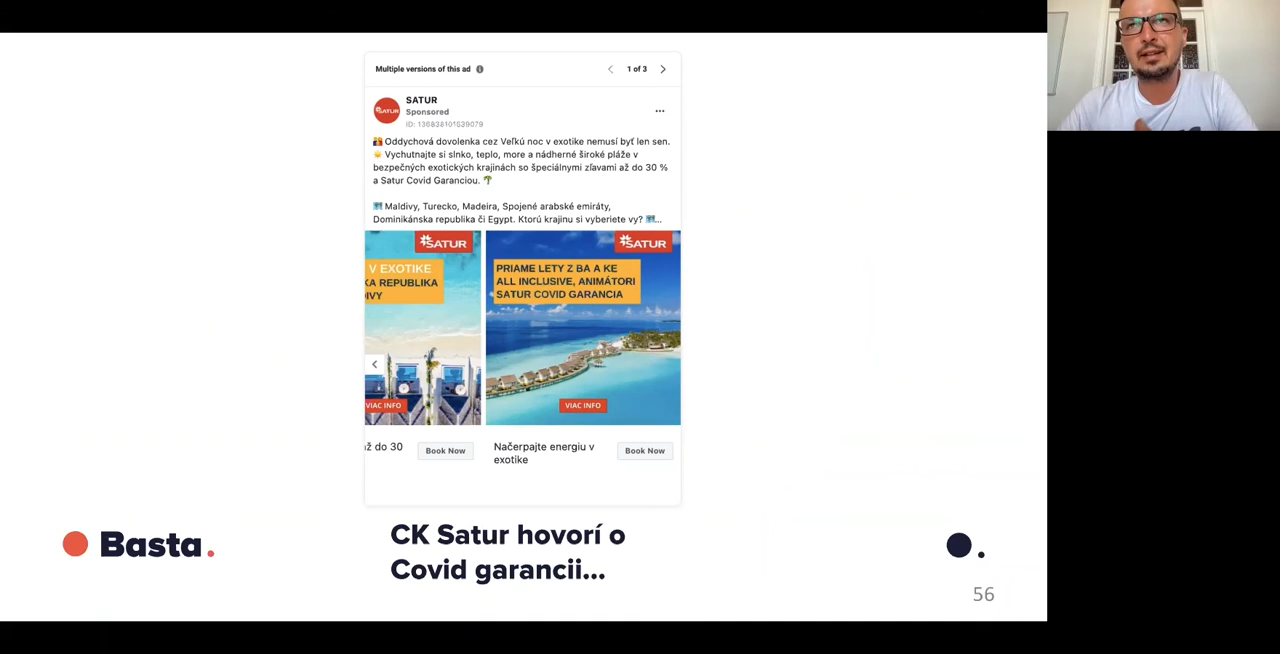 Multiple versions of this ad
1 of 3
SATUR
SATUR
Sponsored
ID: 136838101539079
Oddychová dovolenka cez Veľkú noc v exotike nemusí byť len sen.
Vychutnajte si slnko, teplo, more a nádherné široké pláže v
bezpečných exotických krajinách so špeciálnymi zľavami až do 30 %
a Satur Covid Garanciou.
Maldivy, Turecko, Madeira, Spojené arabské emiráty,
Dominikánska republika či Egypt. Ktorú krajinu si vyberiete vy?...
SATUR
V EXOTIKE
KA REPUBLIKA
IVY
VIAC INFO
SATUR
PRIAME LETY Z BA A KE
ALL INCLUSIVE, ANIMÁTORI
SATUR COVID GARANCIA
VIAC INFO
ž do 30
Book Now
Načerpajte energiu v
exotike
Book Now
CK Satur hovorí o
Covid garancii...
Basta.
56